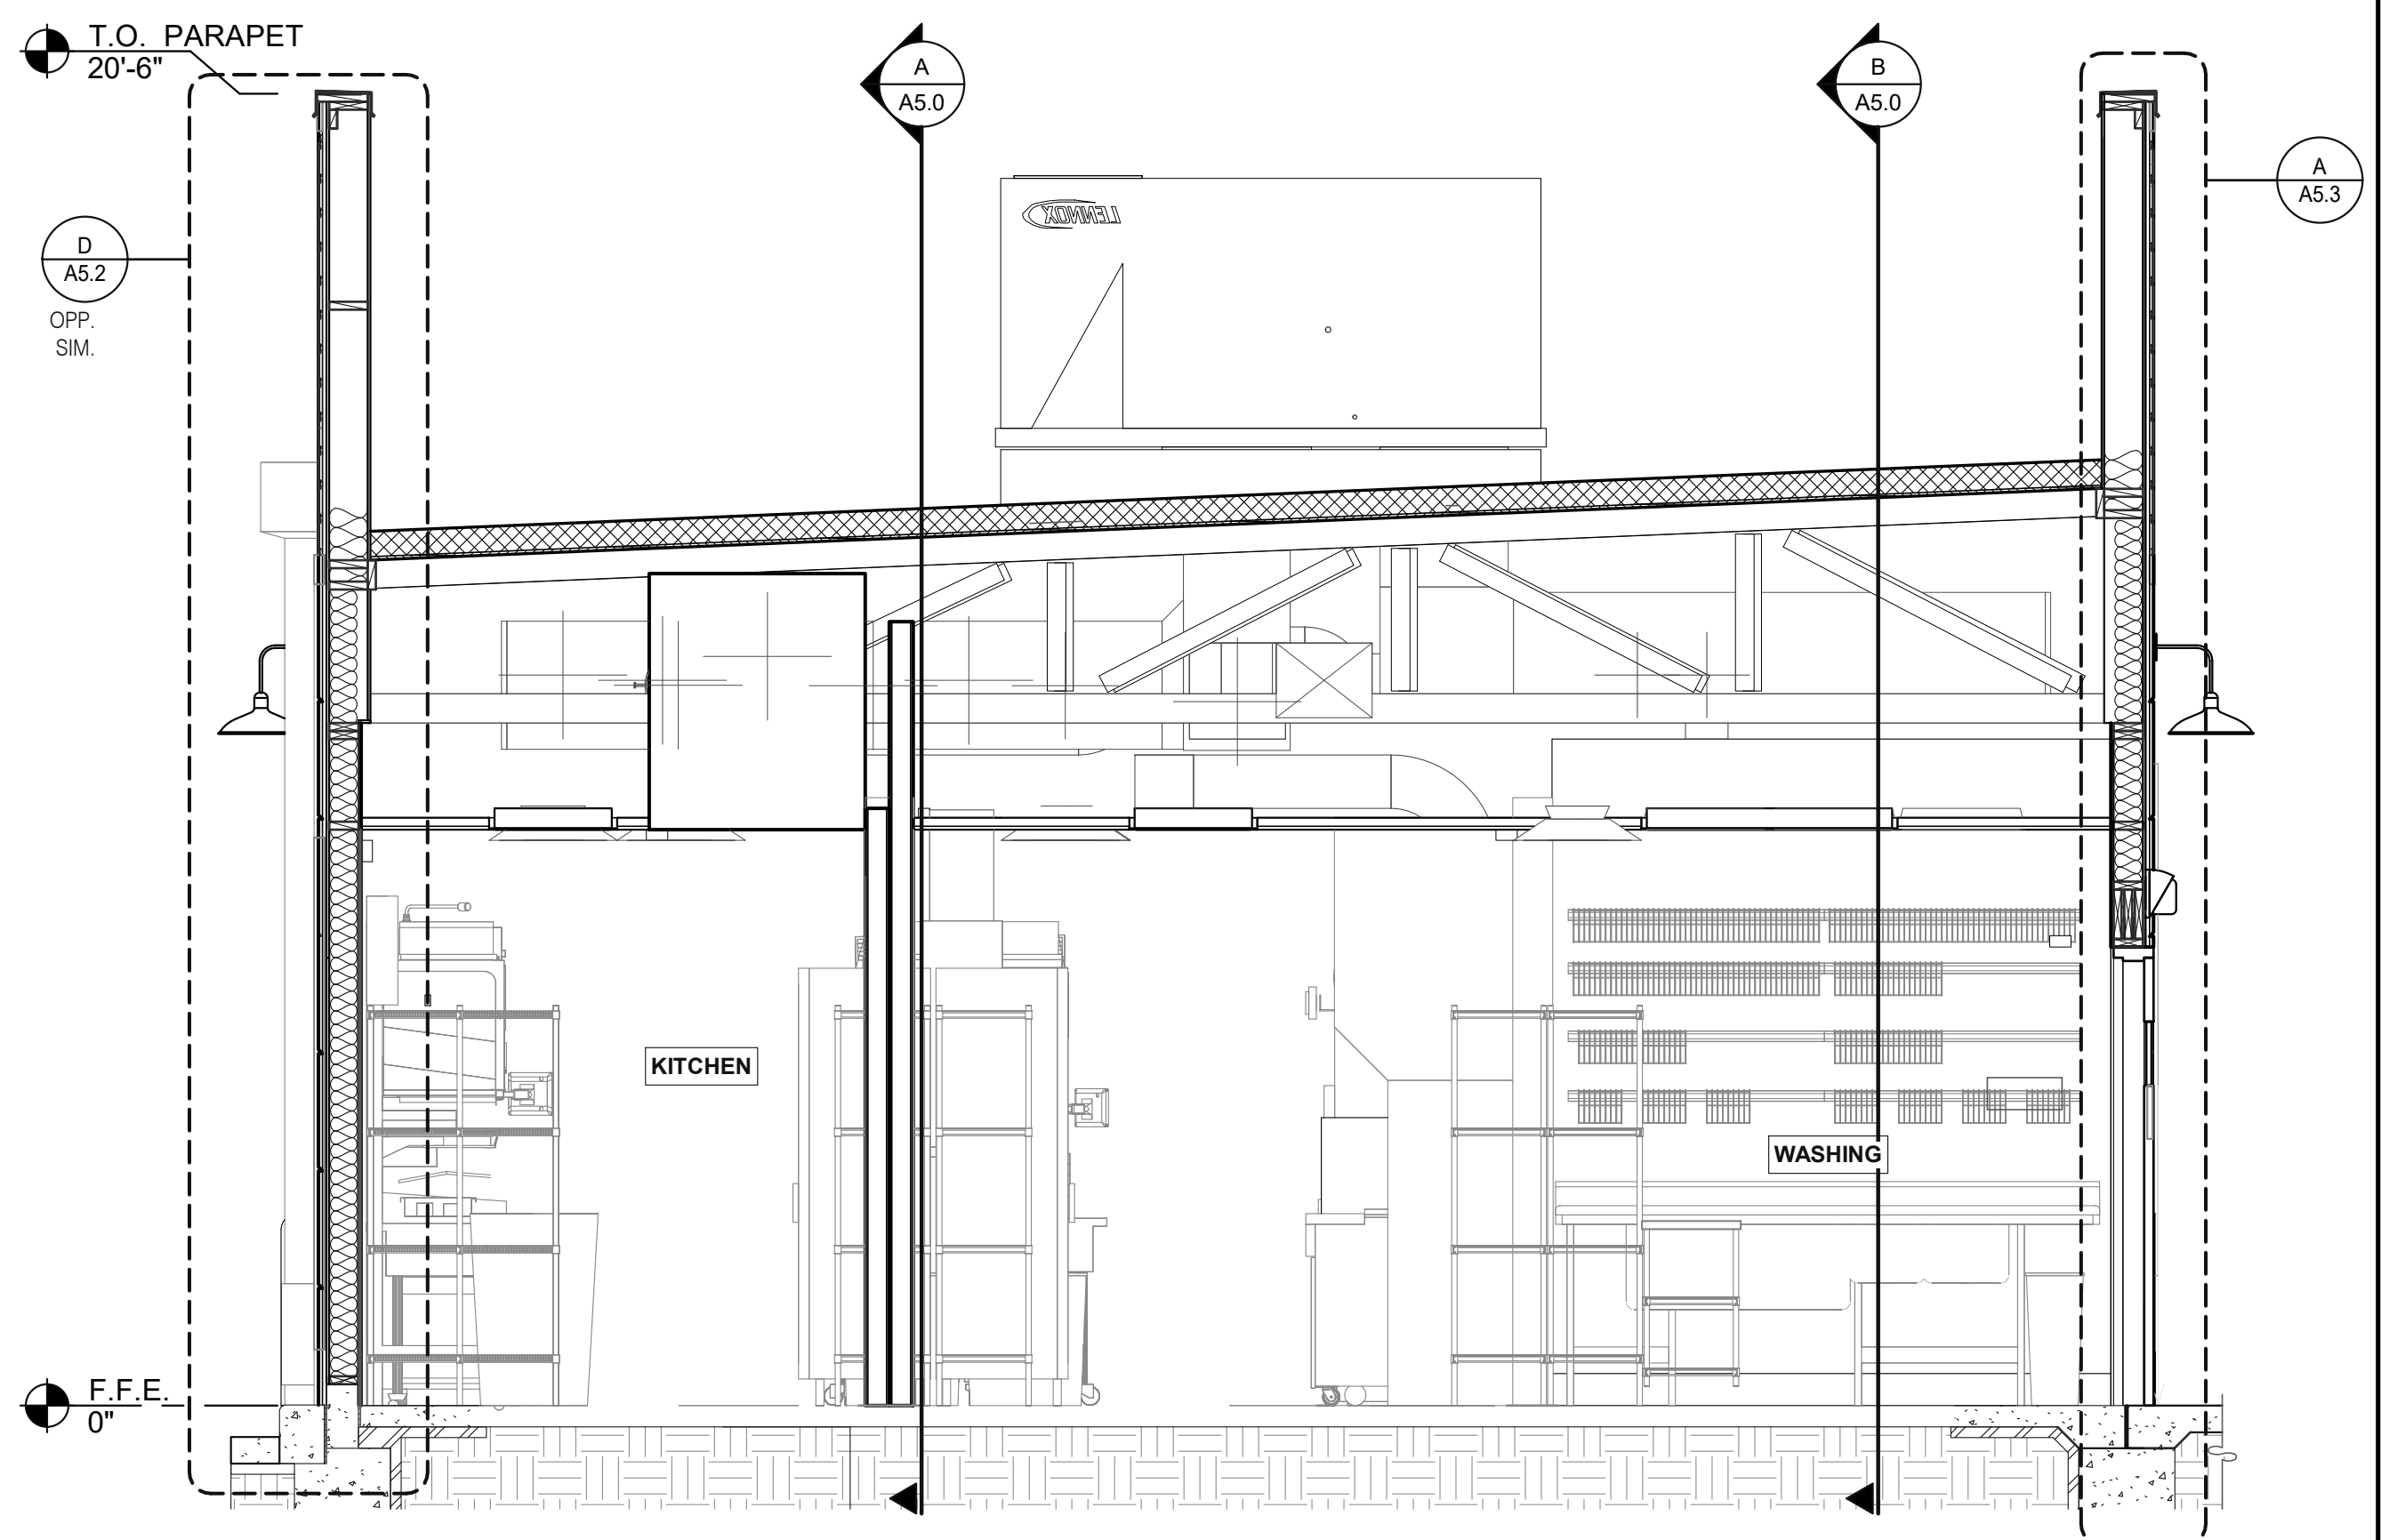 T.O. PARAPET
20'-6"
A
A5.0
B
A5.0
A
A5.3
LENNOX
D
A5.2
OPP.
SIM.
KITCHEN
WASHING
F.F.E.
0"